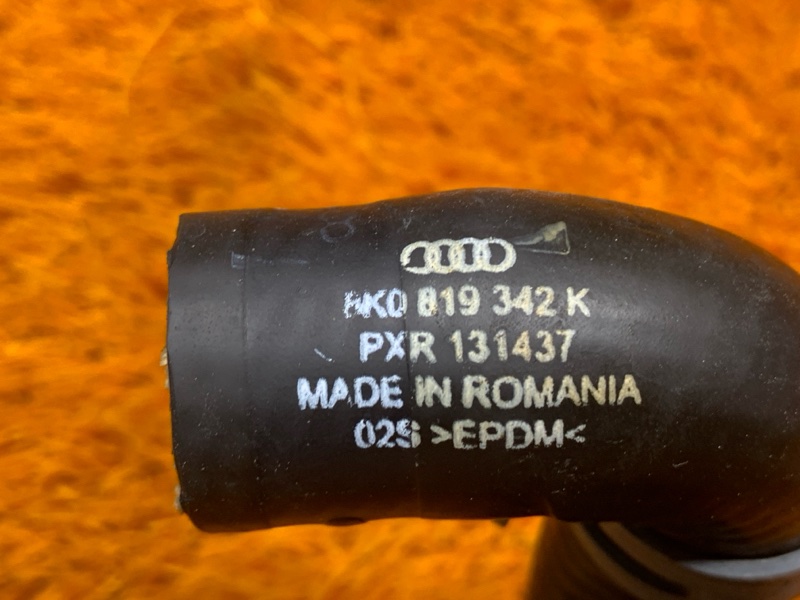 8K0 819 342 K
PXR 131437
MADE IN ROMANIA
02S >EPDM<